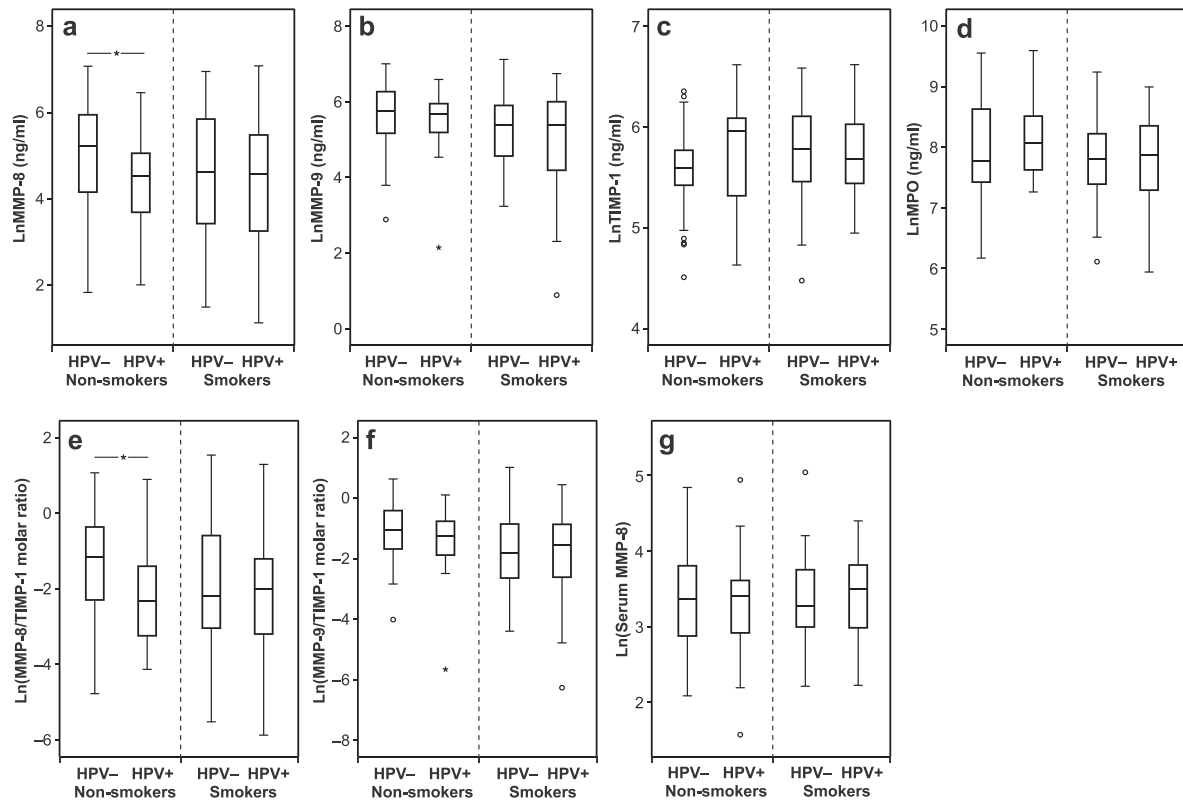 a
*
LnMMP-8 (ng/ml)
8
6
4
2
HPV– HPV+ HPV– HPV+
Non-smokers Smokers
b
LnMMP-9 (ng/ml)
8
6
4
2
0
*
HPV– HPV+ HPV– HPV+
Non-smokers Smokers
c
LnTIMP-1 (ng/ml)
7
6
5
4
HPV– HPV+ HPV– HPV+
Non-smokers Smokers
d
LnMPO (ng/ml)
10
9
8
7
6
5
HPV– HPV+ HPV– HPV+
Non-smokers Smokers
e
*
Ln(MMP-8/TIMP-1 molar ratio)
2
0
–2
–4
–6
HPV– HPV+ HPV– HPV+
Non-smokers Smokers
f
Ln(MMP-9/TIMP-1 molar ratio)
2
0
–2
–4
–6
–8
*
HPV– HPV+ HPV– HPV+
Non-smokers Smokers
g
Ln(Serum MMP-8)
5
4
3
2
HPV– HPV+ HPV– HPV+
Non-smokers Smokers